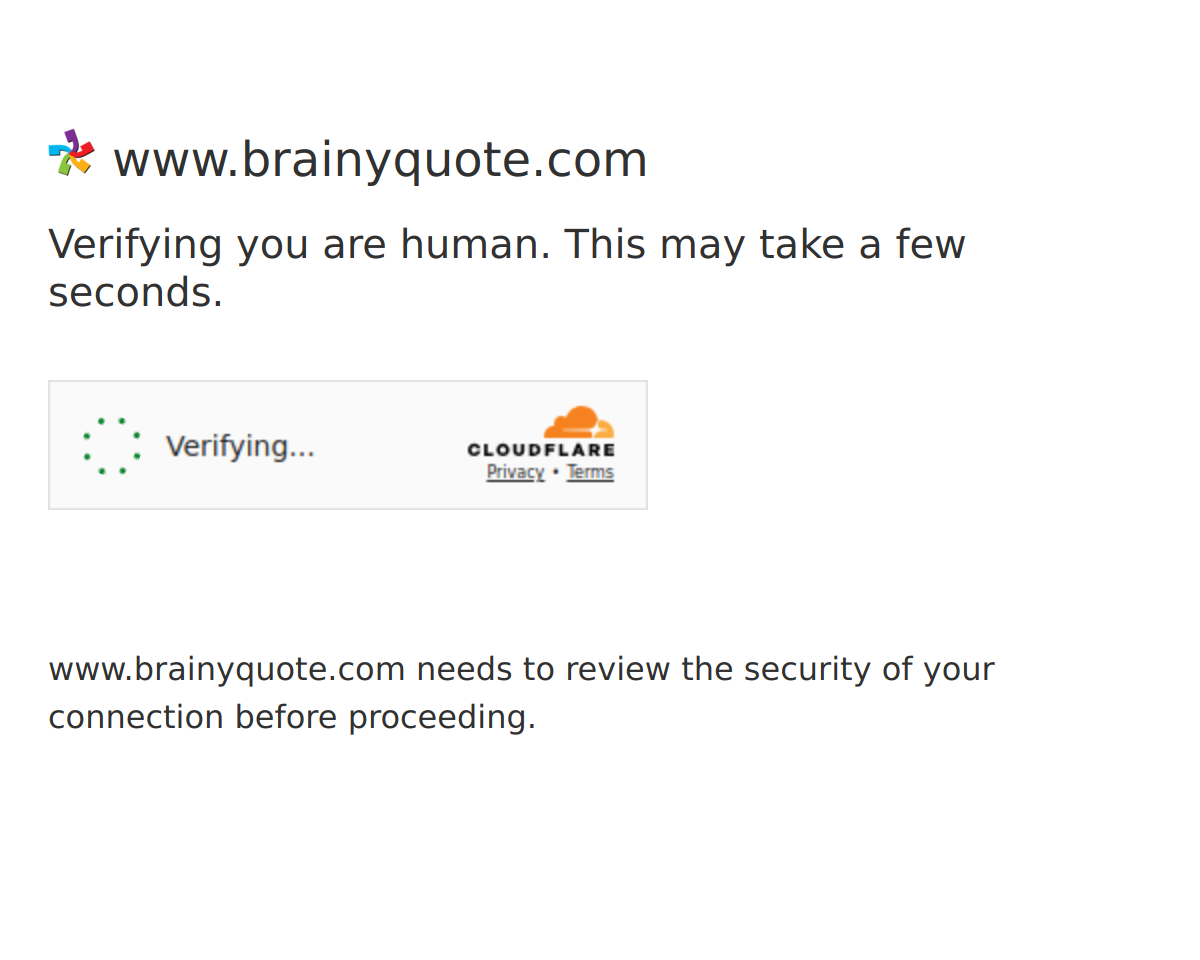 www.brainyquote.com
Verifying you are human. This may take a few
seconds.
Verifying...
CLOUDFLARE
Privacy • Terms
www.brainyquote.com needs to review the security of your
connection before proceeding.